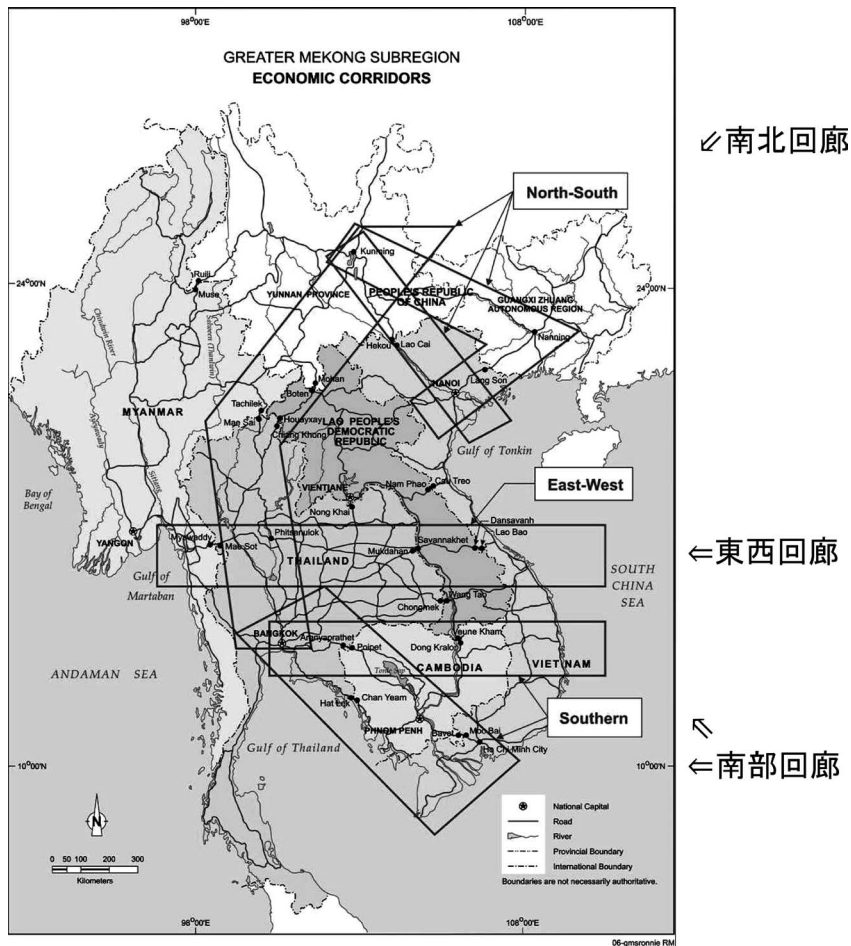 98°00'E
108°00'E
GREATER MEKONG SUBREGION
ECONOMIC CORRIDORS
⇙南北回廊
North-South
Kunming
Ruili
Muse
24°00'N
24°00'N
YUNNAN PROVINCE
PEOPLE'S REPUBLIC
OF CHINA
GUANGXI ZHUANG
AUTONOMOUS REGION
Chindwin River
Nanning
Hekou
Lao Cai
Lang Son
HANOI
Mohan
Boten
MYANMAR
Tachilek
Mae Sai
Houayxay
Chiang Khong
LAO PEOPLE'S
DEMOCRATIC
REPUBLIC
Gulf of Tonkin
Sittang
Bay of
Bengal
VIENTIANE
Nong Khai
Nam Phao
Cau Treo
East-West
Dansavanh
Lao Bao
YANGON
Myawaddy
Mae Sot
Phitsanulok
THAILAND
Mukdahan
Savannakhet
⇐東西回廊
SOUTH
CHINA
SEA
Gulf of
Martaban
Chongmek
Wang Tao
BANGKOK
Aranyaprathet
Poipet
Veune Kham
Dong Kralor
Tonle Sap
CAMBODIA
VIET NAM
ANDAMAN SEA
Hat Lek
Chan Yeam
PHNOM PENH
Bavet
Moc Bai
Ho Chi Minh City
Southern
⇖
⇐南部回廊
Gulf of Thailand
10°00'N
10°00'N
N
0 50 100 200 300
Kilometers
National Capital
Road
River
Provincial Boundary
International Boundary
Boundaries are not necessarily authoritative.
98°00'E
108°00'E
06-gmsronnie RM